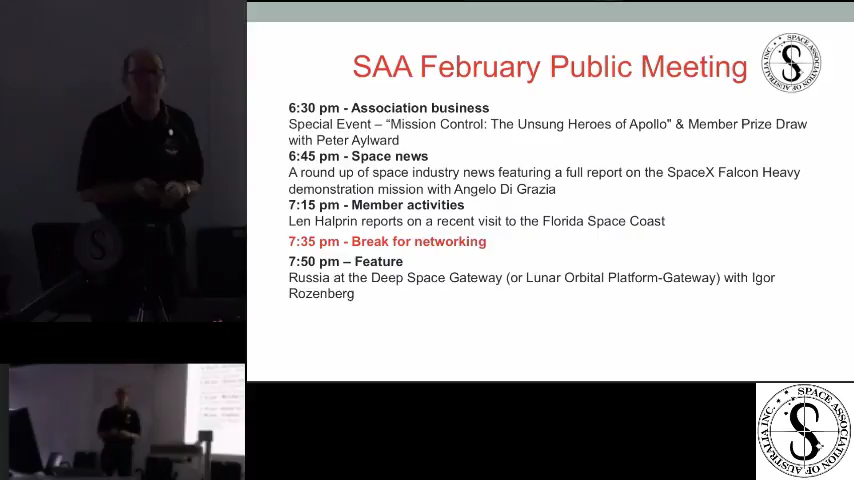 SAA February Public Meeting
SPACE ASSOCIATION OF AUSTRALIA INC.
6:30 pm - Association business
Special Event – “Mission Control: The Unsung Heroes of Apollo" & Member Prize Draw
with Peter Aylward
6:45 pm - Space news
A round up of space industry news featuring a full report on the SpaceX Falcon Heavy
demonstration mission with Angelo Di Grazia
7:15 pm - Member activities
Len Halprin reports on a recent visit to the Florida Space Coast
7:35 pm - Break for networking
7:50 pm – Feature
Russia at the Deep Space Gateway (or Lunar Orbital Platform-Gateway) with Igor
Rozenberg
SPACE ASSOCIATION OF AUSTRALIA INC.